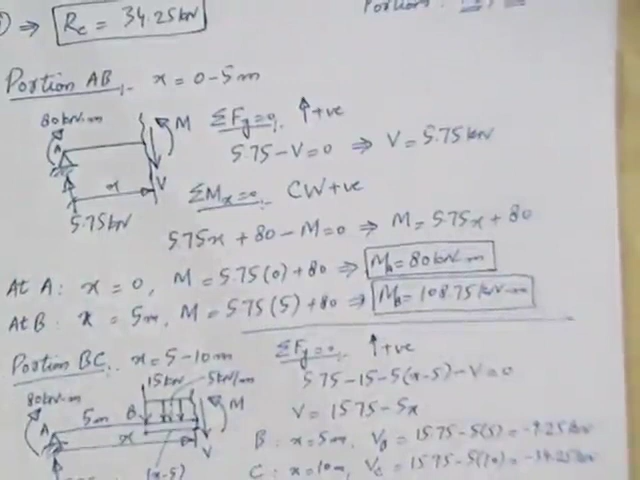 ⇒ Rc = 34.25kN
Portion AB:- x = 0-5m
80kN-m
M
ΣFy=0:- ↑+ve
5.75-V=0 ⇒ V=5.75kN
A
x
V
ΣMx=0:- CW+ve
5.75kN
5.75x+80-M=0 ⇒ M=5.75x+80
At A: x=0, M=5.75(0)+80 ⇒ MA=80kN-m
At B: x=5m, M=5.75(5)+80 ⇒ MB=108.75kN-m
Portion BC:- x=5-10m
ΣFy=0:- ↑+ve
15kN 5kN/m
5.75-15-5(x-5)-V=0
80kN-m
5m B M
V=15.75-5x
A x V
B: x=5m, VB=15.75-5(5)=-9.25kN
(x-5)
C: x=10m, Vc=15.75-5(10)=-34.25kN